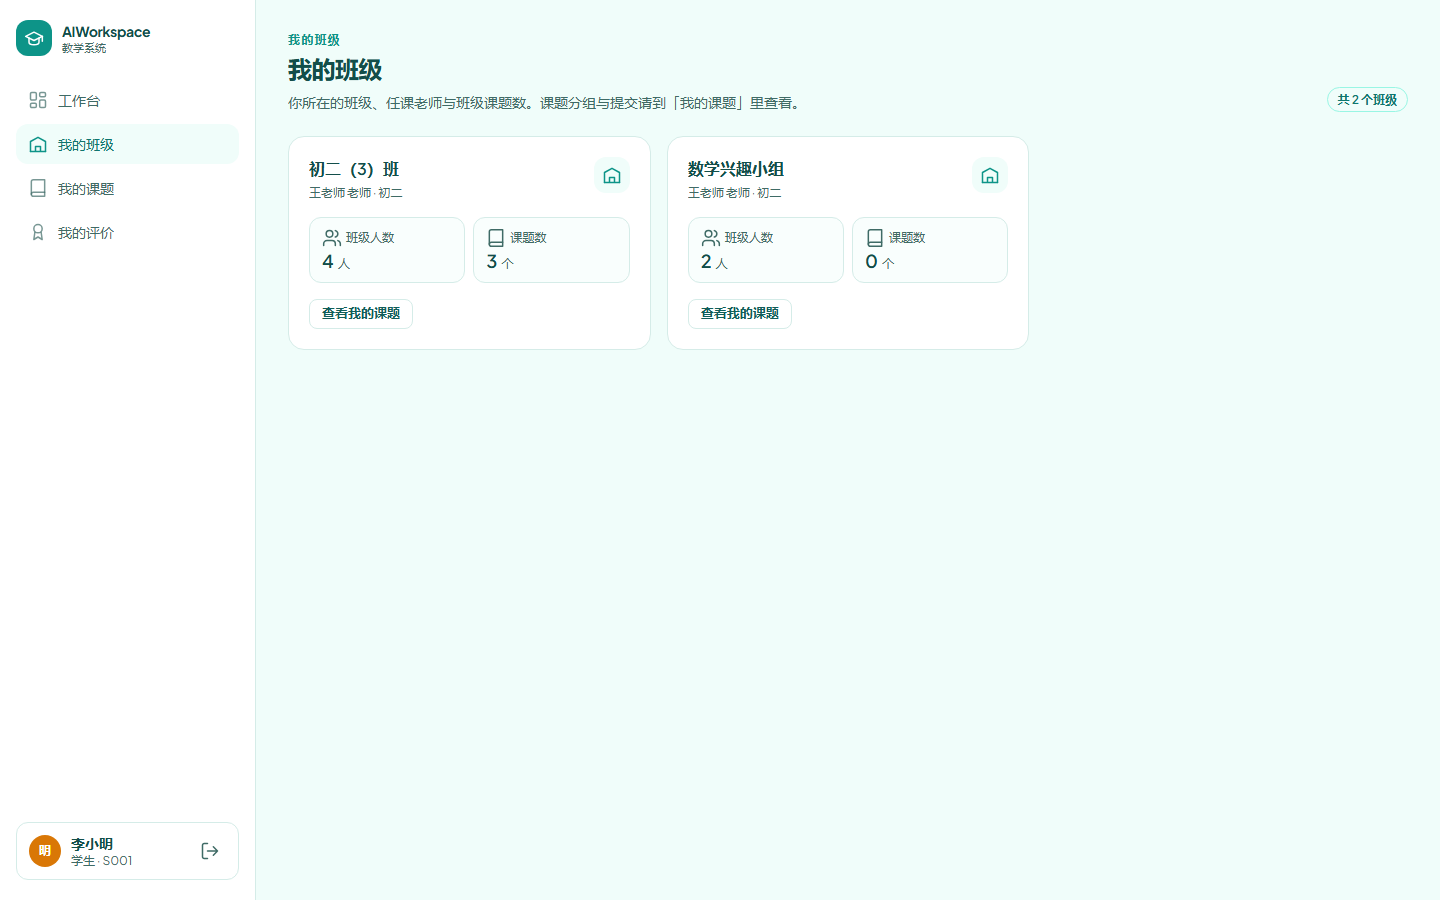 AIWorkspace
教学系统
工作台
我的班级
我的课题
我的评价
李小明
学生 · S001
明
我的班级
我的班级
你所在的班级、任课老师与班级课题数。课题分组与提交请到「我的课题」里查看。
共 2 个班级
初二（3）班
王老师 老师 · 初二
班级人数
4 人
课题数
3 个
查看我的课题
数学兴趣小组
王老师 老师 · 初二
班级人数
2 人
课题数
0 个
查看我的课题